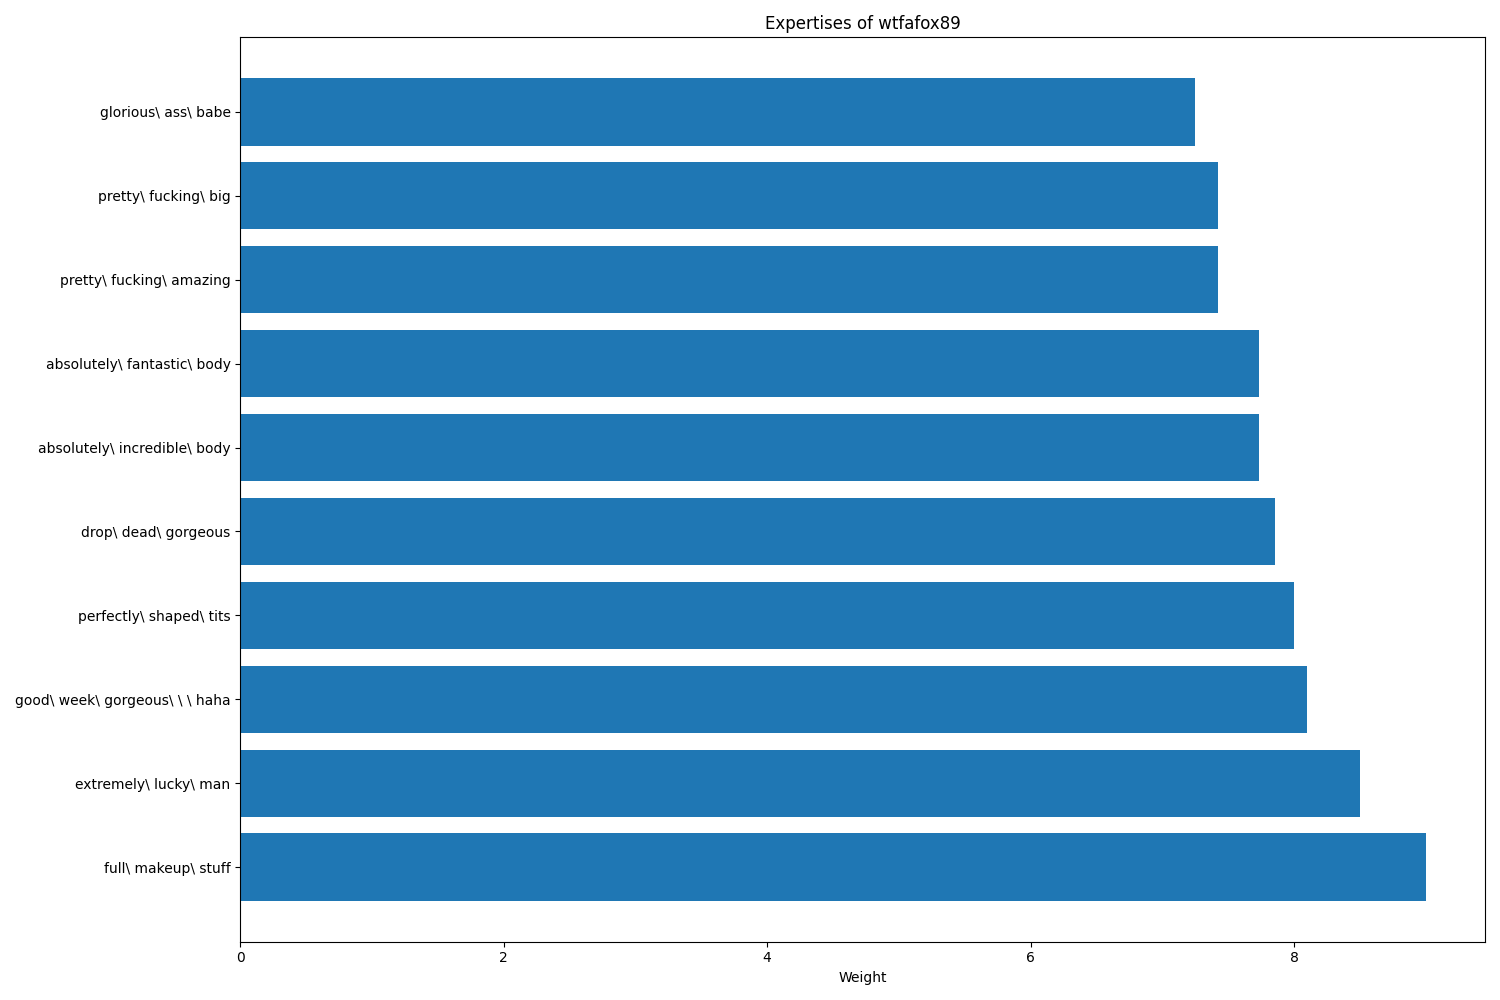 Expertises of wtfafox89
glorious\ ass\ babe
pretty\ fucking\ big
pretty\ fucking\ amazing
absolutely\ fantastic\ body
absolutely\ incredible\ body
drop\ dead\ gorgeous
perfectly\ shaped\ tits
good\ week\ gorgeous\ \ \ haha
extremely\ lucky\ man
full\ makeup\ stuff
0 2 4 6 8
Weight